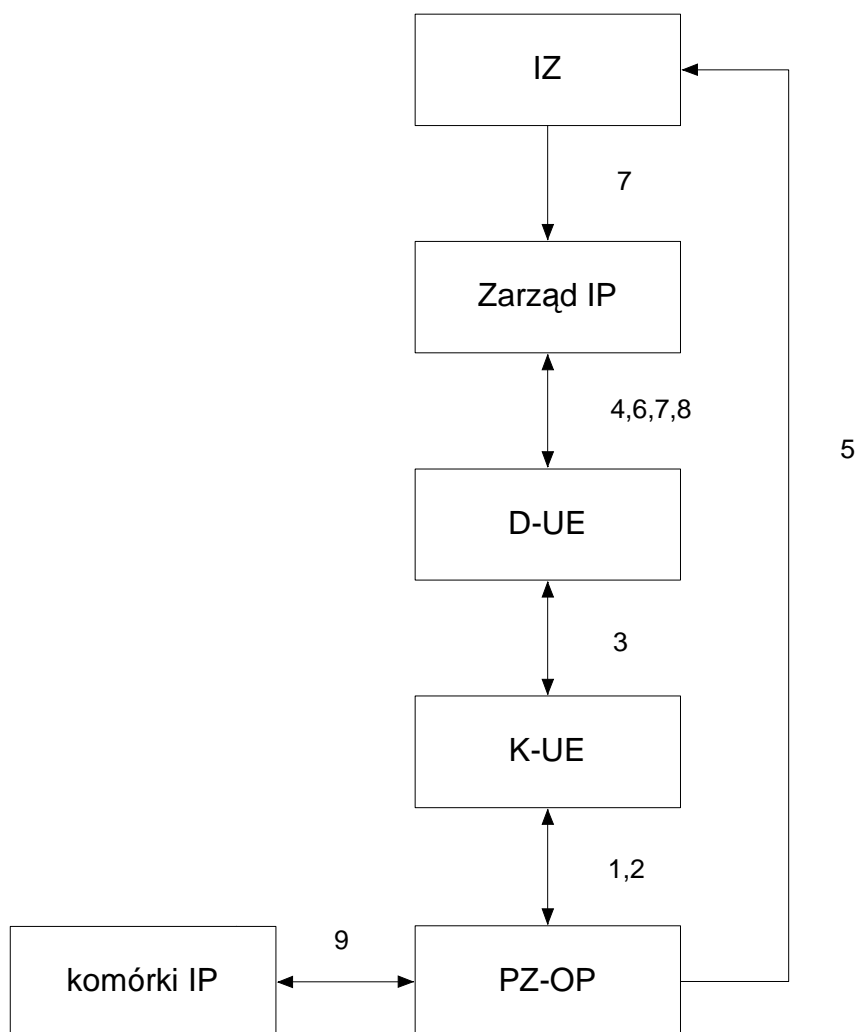 IZ
7
Zarząd IP
4,6,7,8
5
D-UE
3
K-UE
1,2
9
komórki IP
PZ-OP